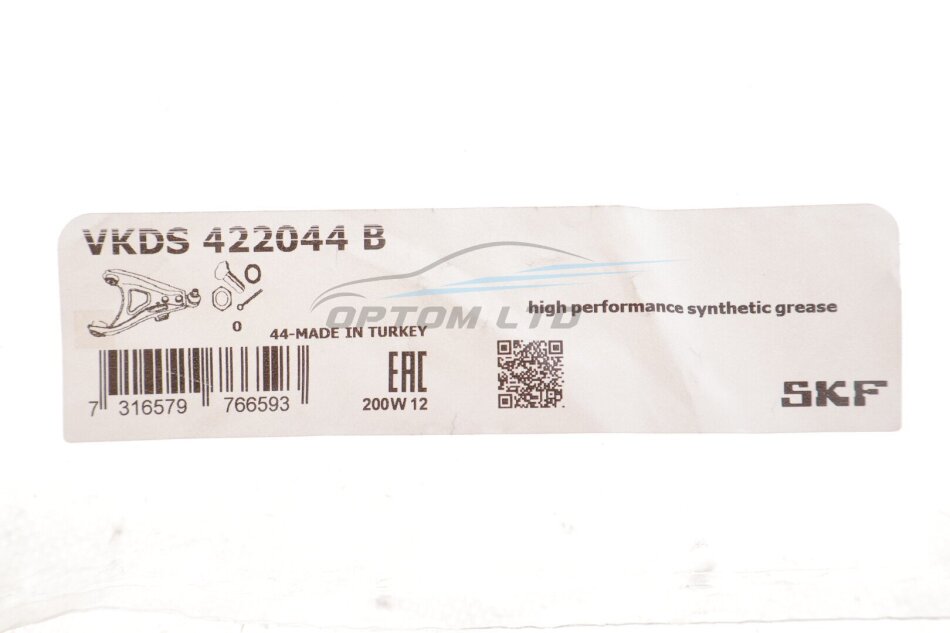 VKDS 422044 B
0
44-MADE IN TURKEY
OPTOM LTD
high performance synthetic grease
7 316579 766593
EAC
200W 12
SKF